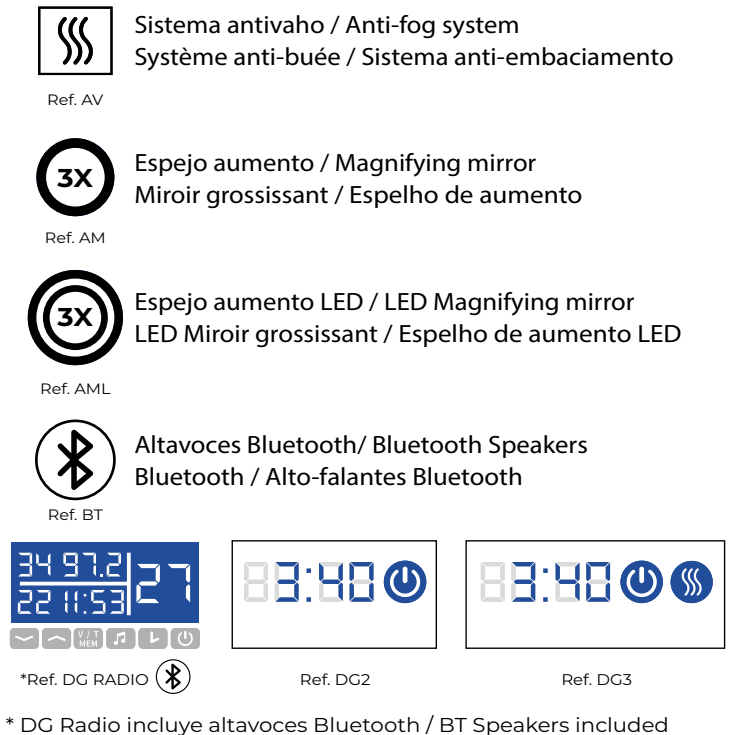 Sistema antivaho / Anti-fog system
Système anti-buée / Sistema anti-embaciamento
Ref. AV
3X
Espejo aumento / Magnifying mirror
Miroir grossissant / Espelho de aumento
Ref. AM
3X
Espejo aumento LED / LED Magnifying mirror
LED Miroir grossissant / Espelho de aumento LED
Ref. AML
Altavoces Bluetooth/ Bluetooth Speakers
Bluetooth / Alto-falantes Bluetooth
Ref. BT
34 97.2
22 11:53
27
V / T
MEM
*Ref. DG RADIO
3:40
Ref. DG2
3:40
Ref. DG3
* DG Radio incluye altavoces Bluetooth / BT Speakers included